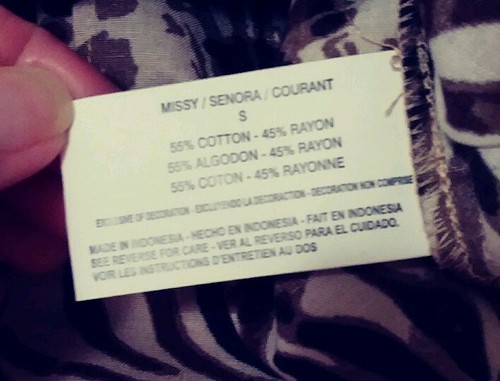 MISSY / SENORA / COURANT
S
55% COTTON - 45% RAYON
55% ALGODON - 45% RAYON
55% COTON - 45% RAYONNE
EXCLUSIVE OF DECORATION - EXCLUYENDO LA DECORACTION - DECORATION NON COMPRISE
MADE IN INDONESIA - HECHO EN INDONESIA - FAIT EN INDONESIA
SEE REVERSE FOR CARE - VER AL REVERSO PARA EL CUIDADO.
VOIR LES INSTRUCTIONS D'ENTRETIEN AU DOS